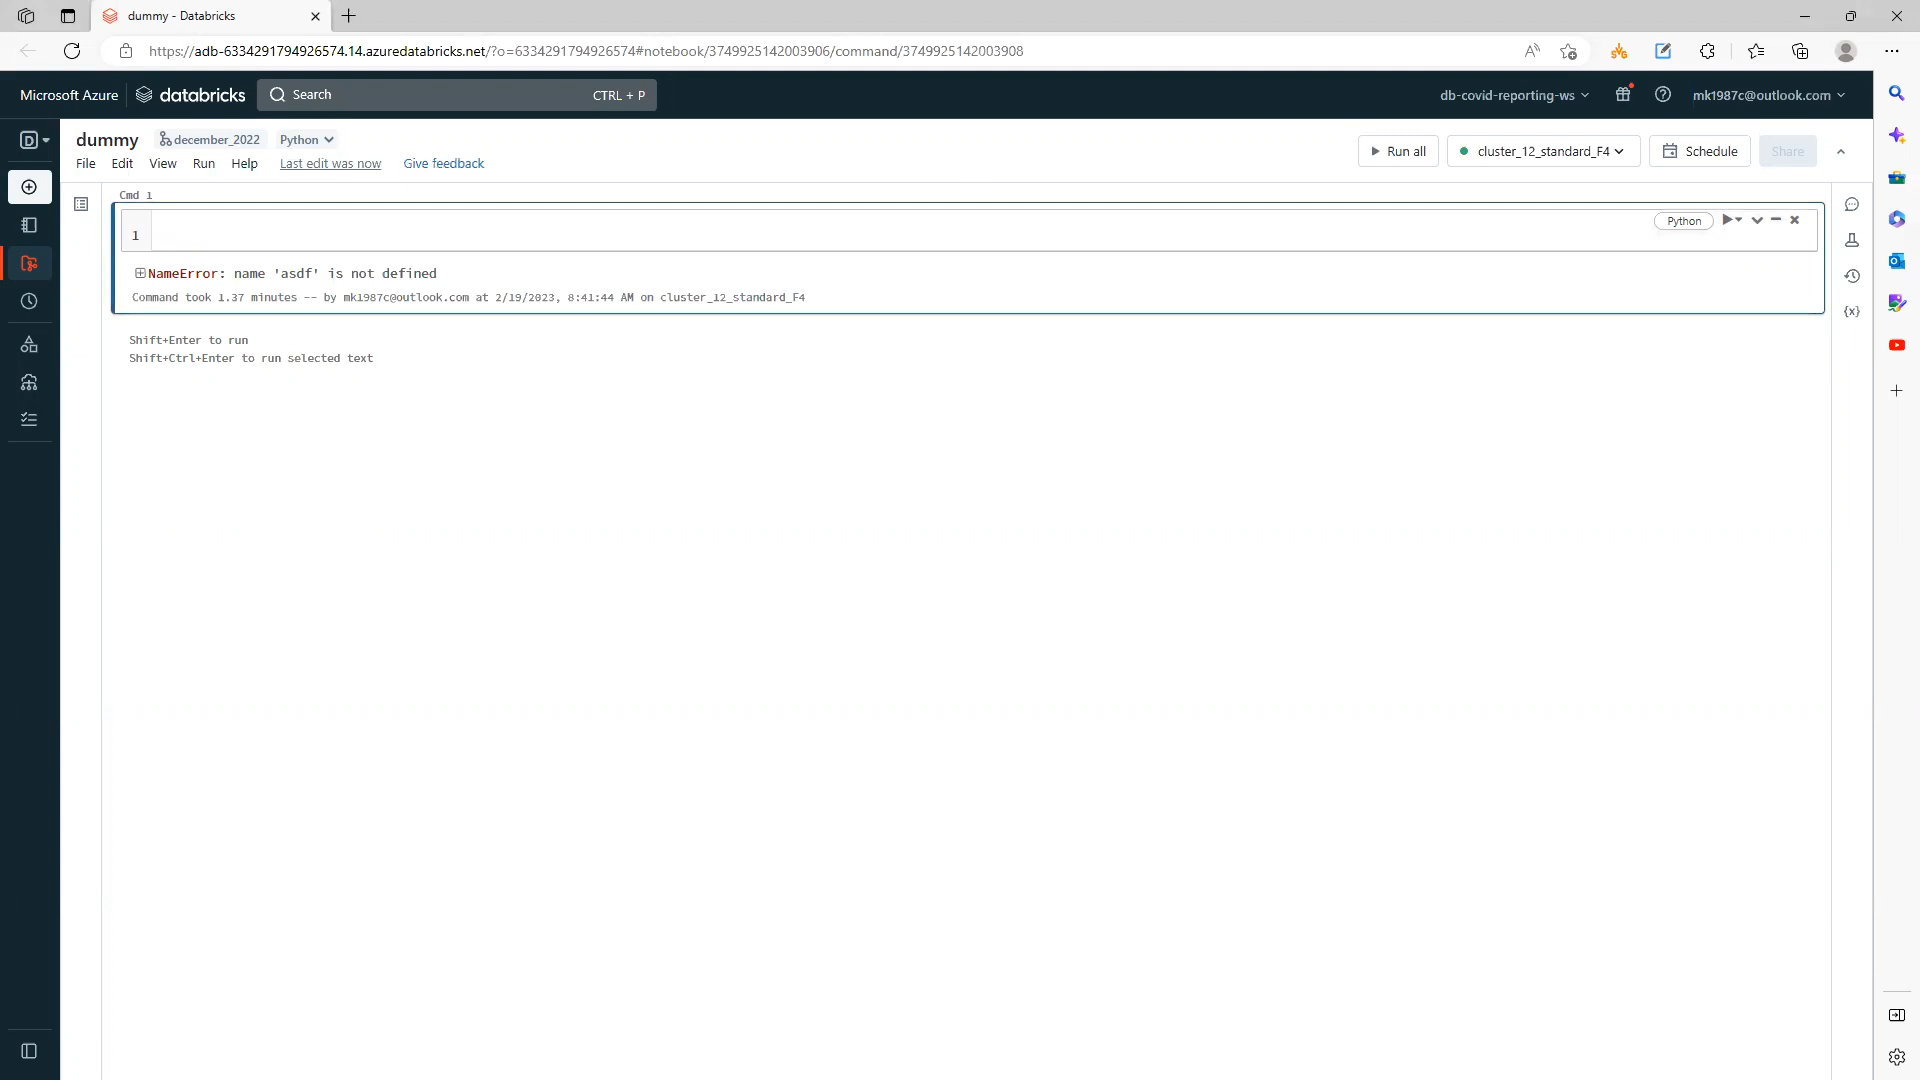 dummy - Databricks
https://adb-6334291794926574.14.azuredatabricks.net/?o=6334291794926574#notebook/3749925142003906/command/3749925142003908
Microsoft Azure databricks Search CTRL + P db-covid-reporting-ws mk1987c@outlook.com
D dummy december_2022 Python
File Edit View Run Help Last edit was now Give feedback Run all cluster_12_standard_F4 Schedule Share
Cmd 1
1 Python
NameError: name 'asdf' is not defined
Command took 1.37 minutes -- by mk1987c@outlook.com at 2/19/2023, 8:41:44 AM on cluster_12_standard_F4
Shift+Enter to run
Shift+Ctrl+Enter to run selected text